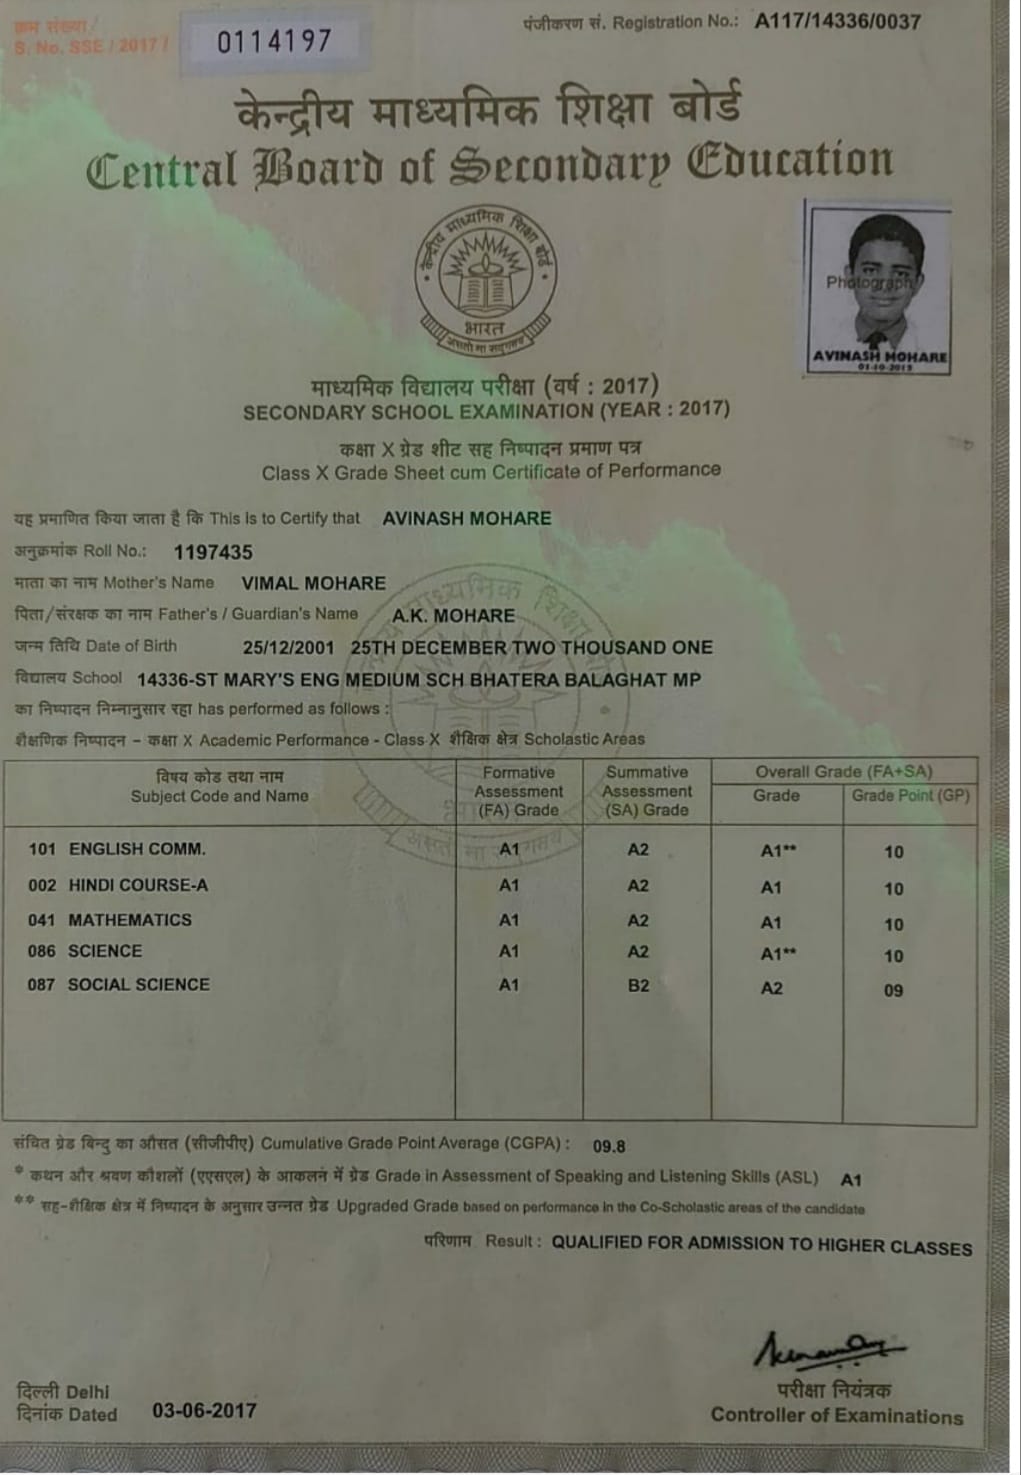 क्रम संख्या/
S. No. SSE / 2017 /
0114197
पंजीकरण सं. Registration No.: A117/14336/0037
केन्द्रीय माध्यमिक शिक्षा बोर्ड
Central Board of Secondary Education
केन्द्रीय माध्यमिक शिक्षा बोर्ड
भारत
असतो मा सद्गमय
Photograph
AVINASH MOHARE
माध्यमिक विद्यालय परीक्षा (वर्ष : 2017)
SECONDARY SCHOOL EXAMINATION (YEAR : 2017)
कक्षा X ग्रेड शीट सह निष्पादन प्रमाण पत्र
Class X Grade Sheet cum Certificate of Performance
यह प्रमाणित किया जाता है कि This is to Certify that AVINASH MOHARE
अनुक्रमांक Roll No.: 1197435
माता का नाम Mother's Name VIMAL MOHARE
पिता/संरक्षक का नाम Father's / Guardian's Name A.K. MOHARE
जन्म तिथि Date of Birth 25/12/2001 25TH DECEMBER TWO THOUSAND ONE
विद्यालय School 14336-ST MARY'S ENG MEDIUM SCH BHATERA BALAGHAT MP
का निष्पादन निम्नानुसार रहा has performed as follows :
शैक्षणिक निष्पादन – कक्षा X Academic Performance - Class X शैक्षिक क्षेत्र Scholastic Areas
विषय कोड तथा नाम
Subject Code and Name
Formative
Assessment
(FA) Grade
Summative
Assessment
(SA) Grade
Overall Grade (FA+SA)
Grade Grade Point (GP)
101 ENGLISH COMM. A1 A2 A1** 10
002 HINDI COURSE-A A1 A2 A1 10
041 MATHEMATICS A1 A2 A1 10
086 SCIENCE A1 A2 A1** 10
087 SOCIAL SCIENCE A1 B2 A2 09
संचित ग्रेड बिन्दु का औसत (सीजीपीए) Cumulative Grade Point Average (CGPA) : 09.8
* कथन और श्रवण कौशलों (एएसएल) के आकलन में ग्रेड Grade in Assessment of Speaking and Listening Skills (ASL) A1
** सह-शैक्षिक क्षेत्र में निष्पादन के अनुसार उन्नत ग्रेड Upgraded Grade based on performance in the Co-Scholastic areas of the candidate
परिणाम Result : QUALIFIED FOR ADMISSION TO HIGHER CLASSES
दिल्ली Delhi
दिनांक Dated 03-06-2017
परीक्षा नियंत्रक
Controller of Examinations